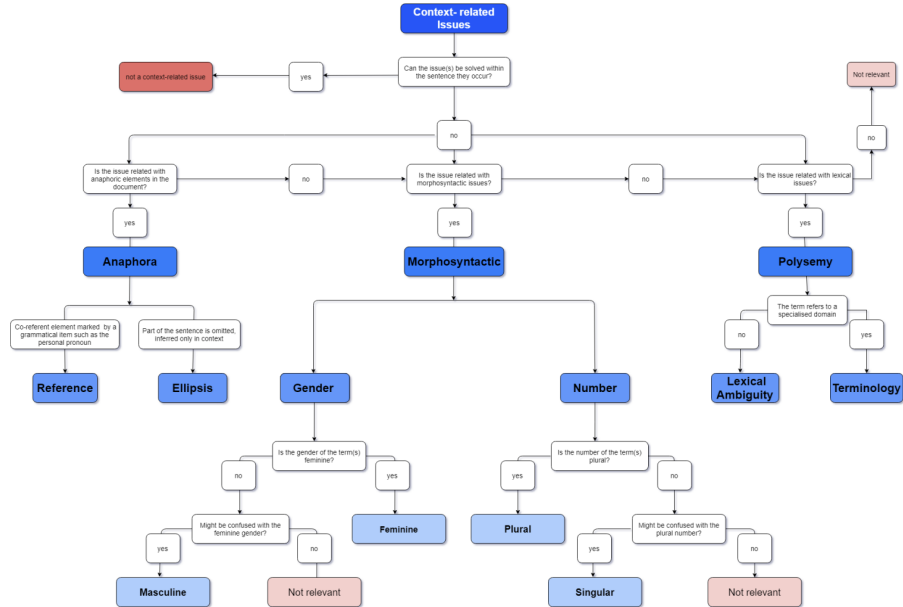 Context- related
Issues
Can the issue(s) be solved within
the sentence they occur?
yes
not a context-related issue
Not relevant
no
no
Is the issue related with
anaphoric elements in the
document?
no
Is the issue related with
morphosyntactic issues?
no
Is the issue related with lexical
issues?
yes
yes
yes
Anaphora
Morphosyntactic
Polysemy
Co-referent element marked by a
grammatical item such as the
personal pronoun
Part of the sentence is omitted,
inferred only in context
The term refers to a
specialised domain
no
yes
Reference
Ellipsis
Gender
Number
Lexical
Ambiguity
Terminology
Is the gender of the term(s)
feminine?
Is the number of the term(s)
plural?
no
yes
yes
no
Might be confused with the
feminine gender?
Feminine
Plural
Might be confused with the
plural number?
yes
no
yes
no
Masculine
Not relevant
Singular
Not relevant